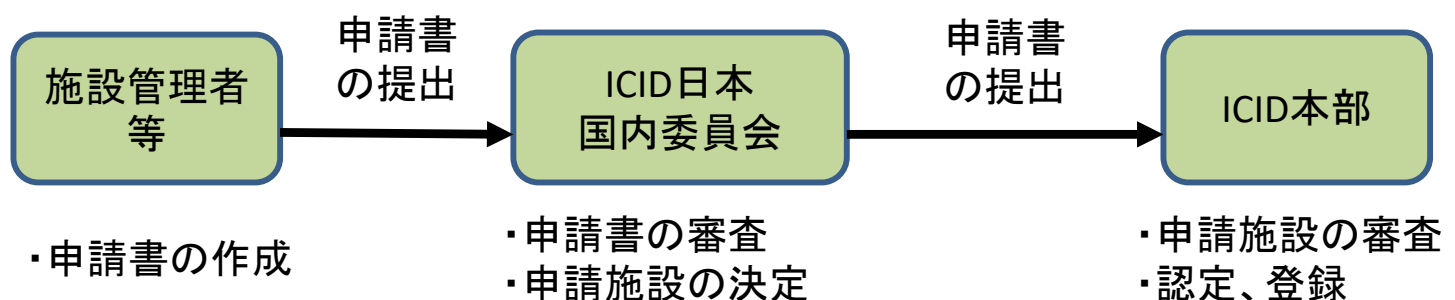 施設管理者
等
申請書
の提出
ICID日本
国内委員会
申請書
の提出
ICID本部
・申請書の作成
・申請書の審査
・申請施設の決定
・申請施設の審査
・認定、登録